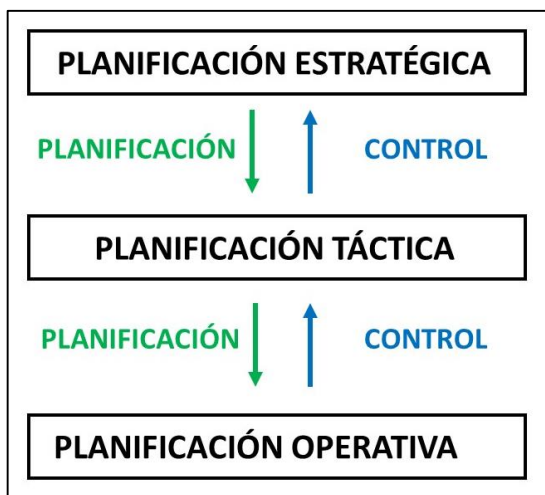 PLANIFICACIÓN ESTRATÉGICA
PLANIFICACIÓN CONTROL
PLANIFICACIÓN TÁCTICA
PLANIFICACIÓN CONTROL
PLANIFICACIÓN OPERATIVA